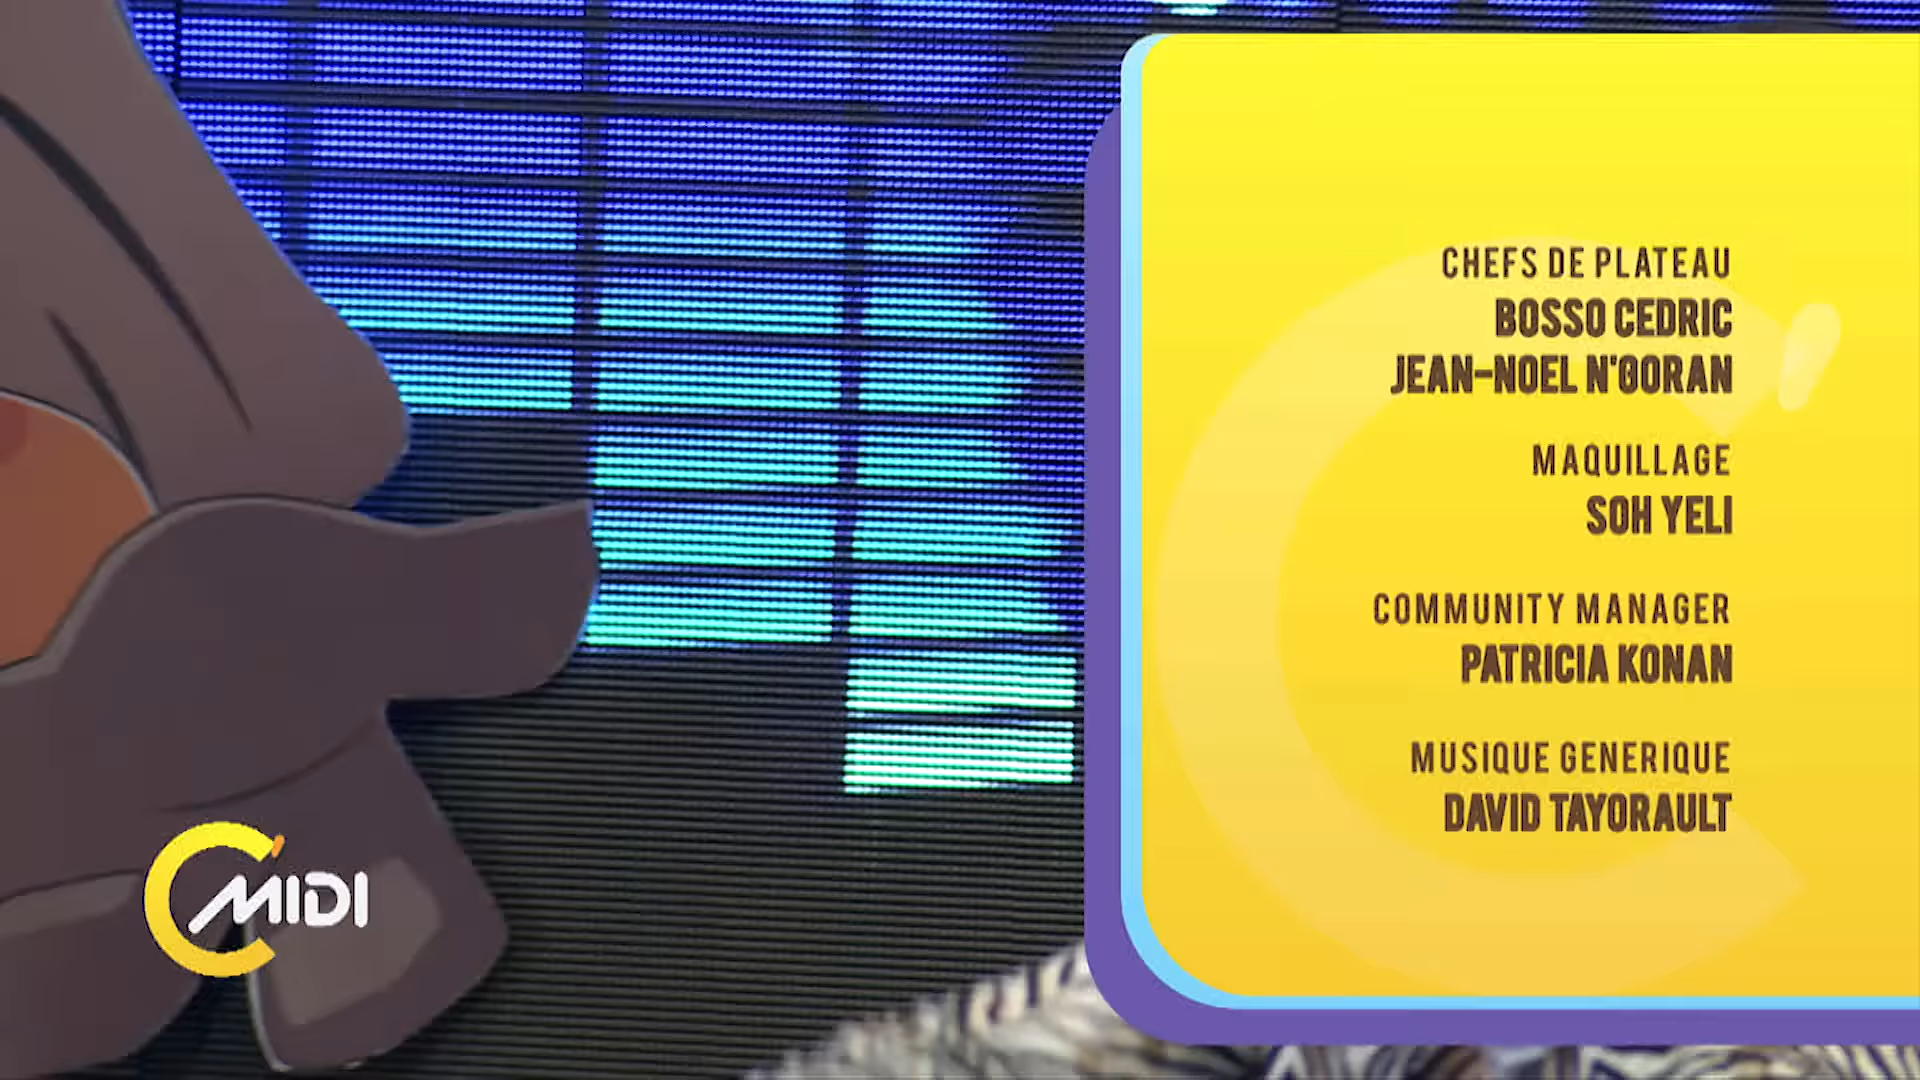 CHEFS DE PLATEAU
BOSSO CEDRIC
JEAN-NOEL N'GORAN
MAQUILLAGE
SOH YELI
COMMUNITY MANAGER
PATRICIA KONAN
MUSIQUE GENERIQUE
DAVID TAYORAULT
C'MIDI